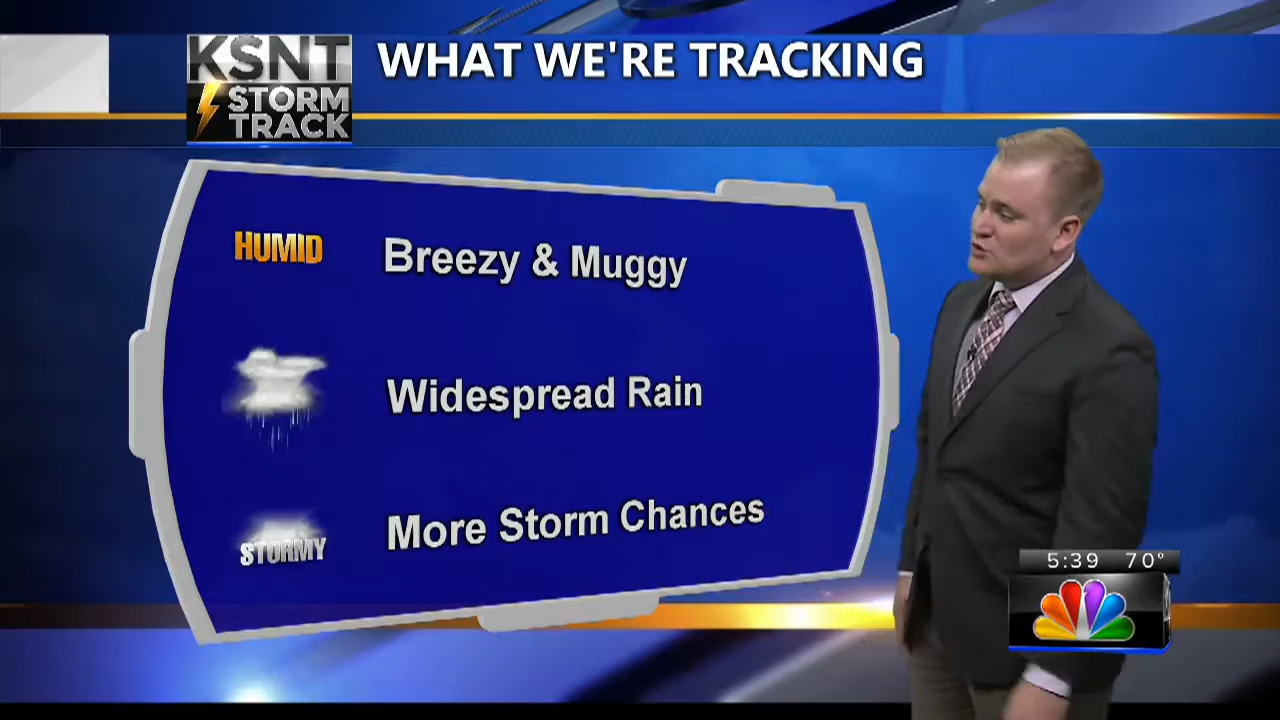 KSNT
STORM
TRACK
WHAT WE'RE TRACKING
HUMID
Breezy & Muggy
Widespread Rain
STORMY
More Storm Chances
5:39 70°